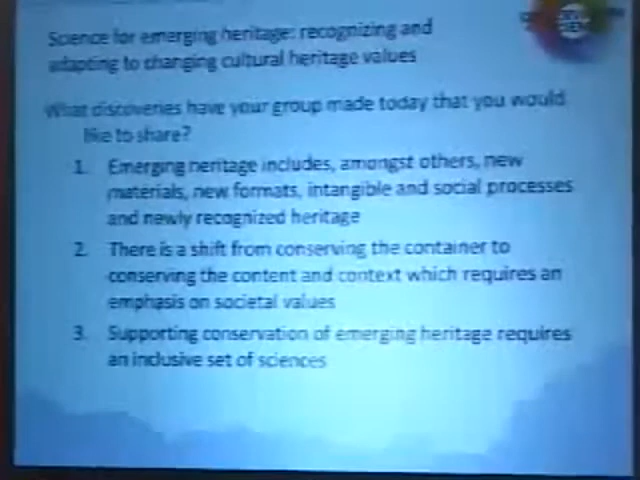 Science for emerging heritage: recognizing and
adapting to changing cultural heritage values
What discoveries have your group made today that you would
like to share?
1. Emerging heritage includes, amongst others, new
materials, new formats, intangible and social processes
and newly recognized heritage
2. There is a shift from conserving the container to
conserving the content and context which requires an
emphasis on societal values
3. Supporting conservation of emerging heritage requires
an inclusive set of sciences